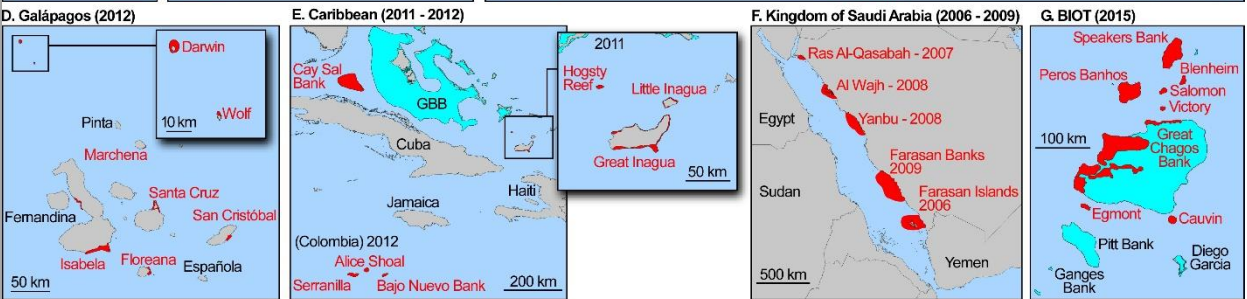 D. Galápagos (2012)
Darwin
Wolf
10 km
Pinta
Marchena
Santa Cruz
Fernandina
San Cristóbal
Isabela
Floreana
Española
50 km
E. Caribbean (2011 - 2012)
2011
Cay Sal
Bank
GBB
Hogsty
Reef
Little Inagua
Great Inagua
50 km
Cuba
Haiti
Jamaica
(Colombia) 2012
Alice Shoal
Serranilla
Bajo Nuevo Bank
200 km
F. Kingdom of Saudi Arabia (2006 - 2009)
Ras Al-Qasabah - 2007
Al Wajh - 2008
Egypt
Yanbu - 2008
Farasan Banks
2009
Sudan
Farasan Islands
2006
Yemen
500 km
G. BIOT (2015)
Speakers Bank
Blenheim
Peros Banhos
Salomon
Victory
100 km
Great
Chagos
Bank
Egmont
Cauvin
Pitt Bank
Diego
Garcia
Ganges
Bank